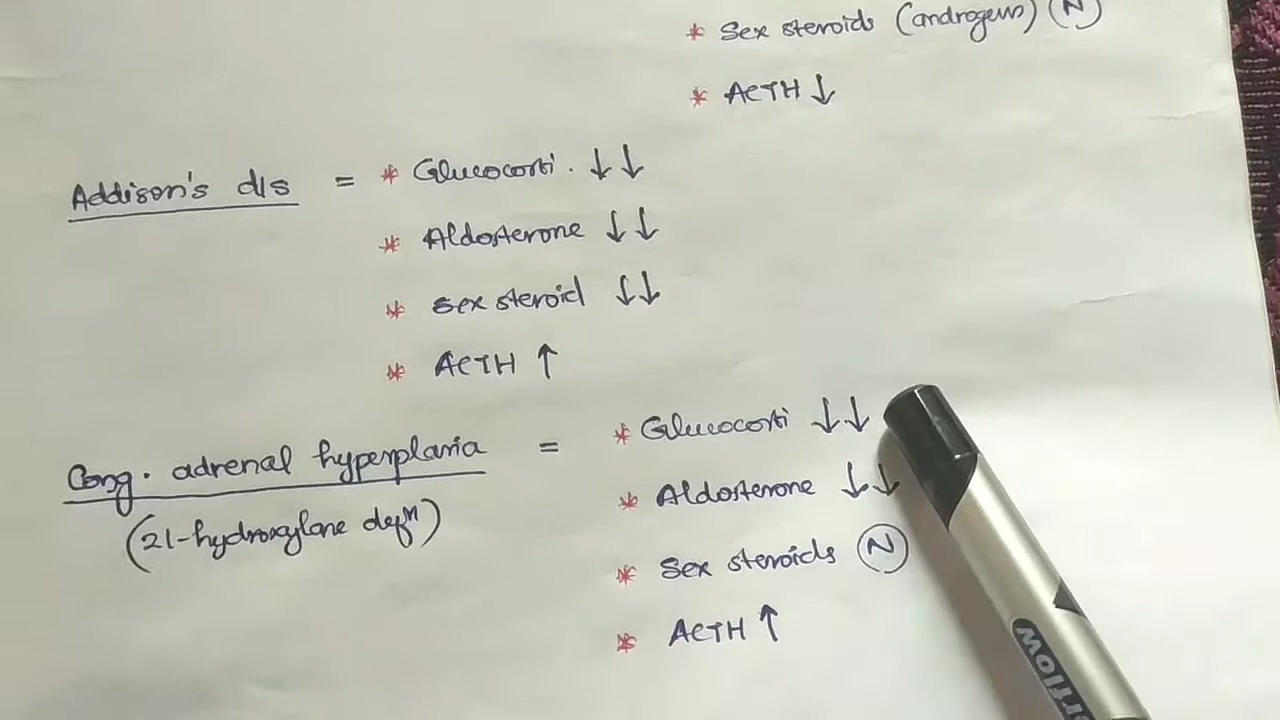 * Sex steroids (androgens) (N)
* ACTH ↓
Addison's d/s = * Glucocorti. ↓↓
* Aldosterone ↓↓
* Sex steroid ↓↓
* ACTH ↑
Cong. adrenal hyperplasia = * Glucocorti ↓↓
(21-hydroxylase defⁿ)
* Aldosterone ↓↓
* Sex steroids (N)
* ACTH ↑